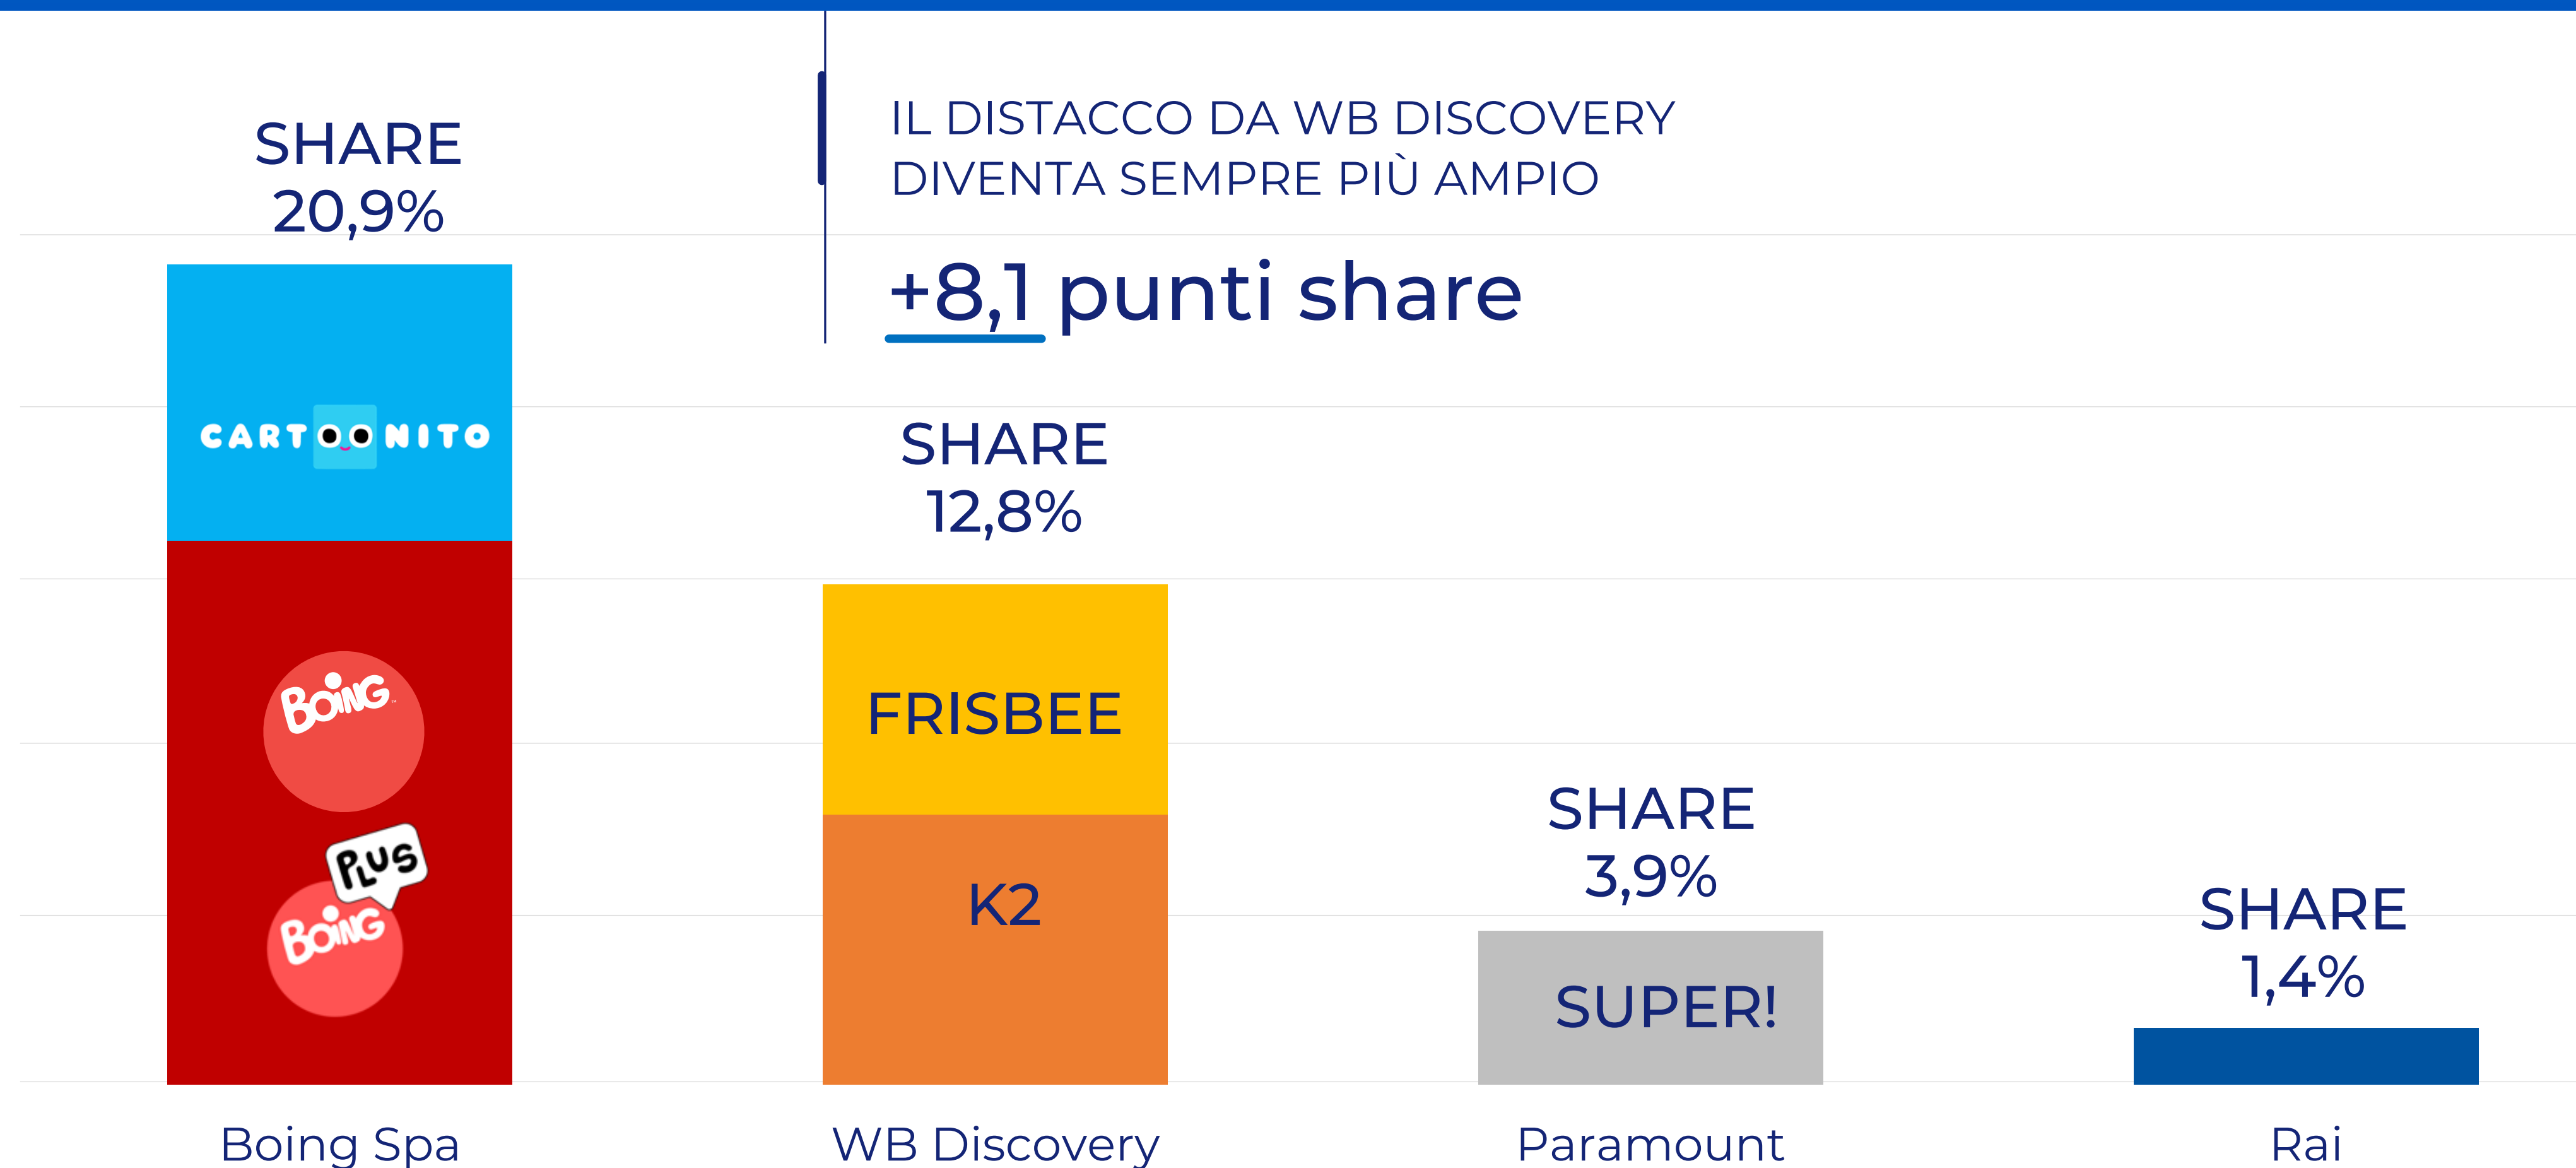 SHARE
20,9%
IL DISTACCO DA WB DISCOVERY
DIVENTA SEMPRE PIÙ AMPIO
+8,1 punti share
CARTOONITO
BOING
PLUS
BOING
SHARE
12,8%
FRISBEE
K2
SHARE
3,9%
SUPER!
SHARE
1,4%
Boing Spa
WB Discovery
Paramount
Rai